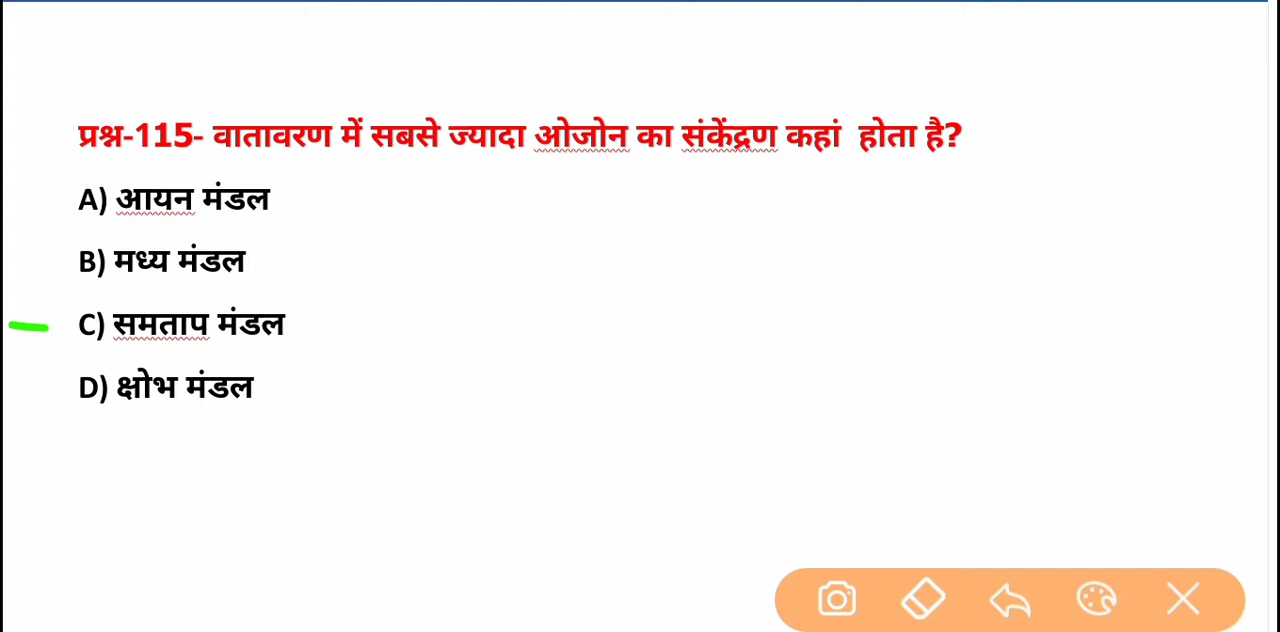 प्रश्न-115- वातावरण में सबसे ज्यादा ओजोन का संकेंद्रण कहां होता है?
A) आयन मंडल
B) मध्य मंडल
C) समताप मंडल
D) क्षोभ मंडल